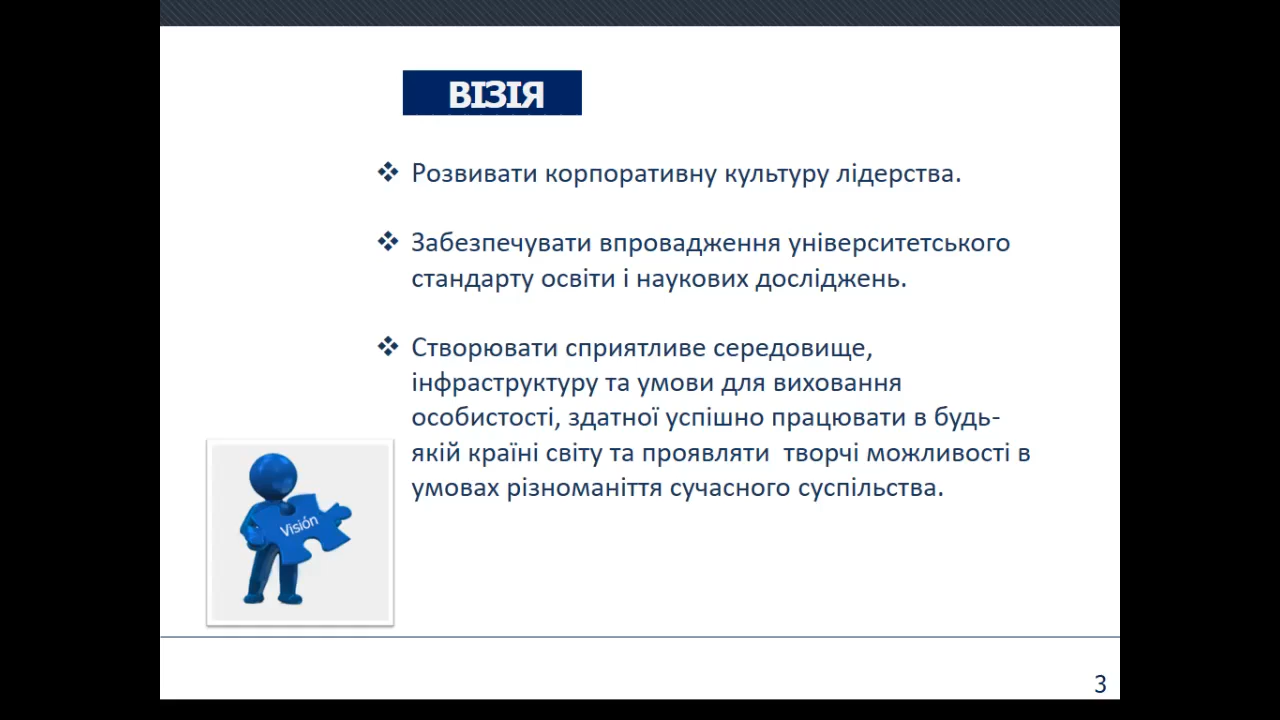 ВІЗІЯ
❖ Розвивати корпоративну культуру лідерства.
❖ Забезпечувати впровадження університетського
стандарту освіти і наукових досліджень.
❖ Створювати сприятливе середовище,
інфраструктуру та умови для виховання
особистості, здатної успішно працювати в будь-
якій країні світу та проявляти  творчі можливості в
умовах різноманіття сучасного суспільства.
Visión
3